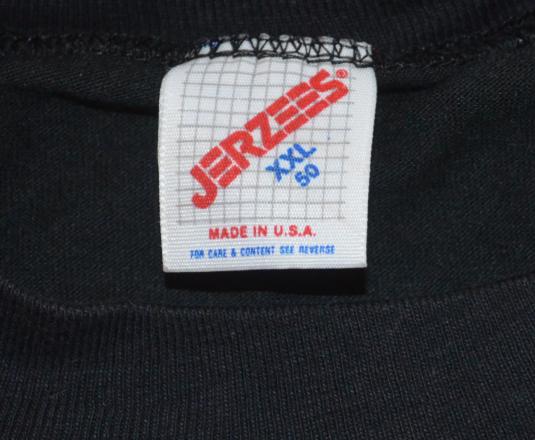 JERZEES®
XXL
50
MADE IN U.S.A.
FOR CARE & CONTENT SEE REVERSE